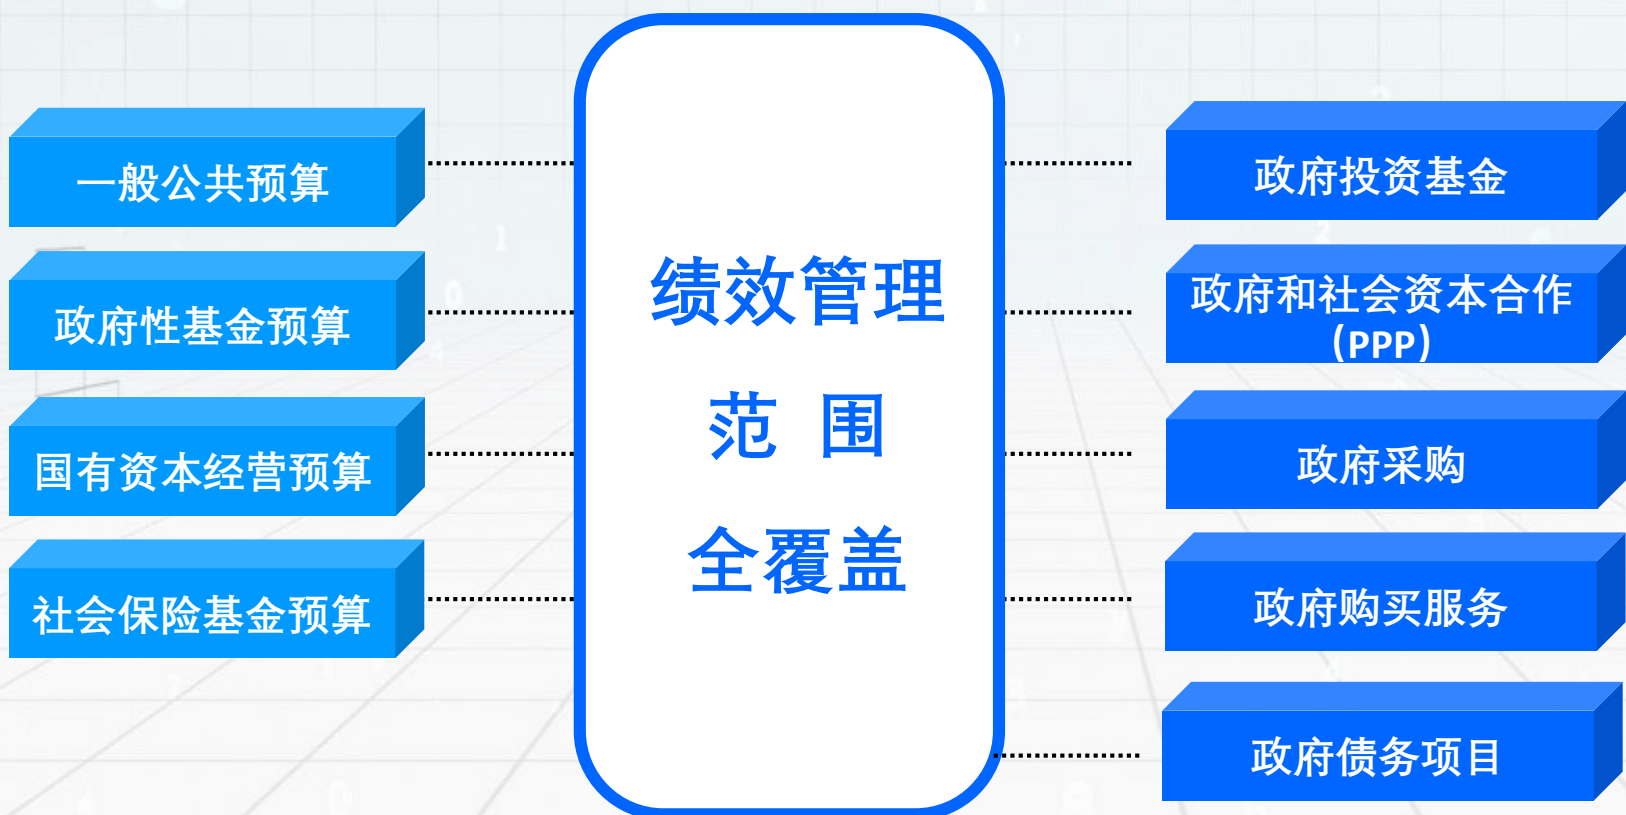 一般公共预算
政府性基金预算
国有资本经营预算
社会保险基金预算
绩效管理
范 围
全覆盖
政府投资基金
政府和社会资本合作
(PPP)
政府采购
政府购买服务
政府债务项目